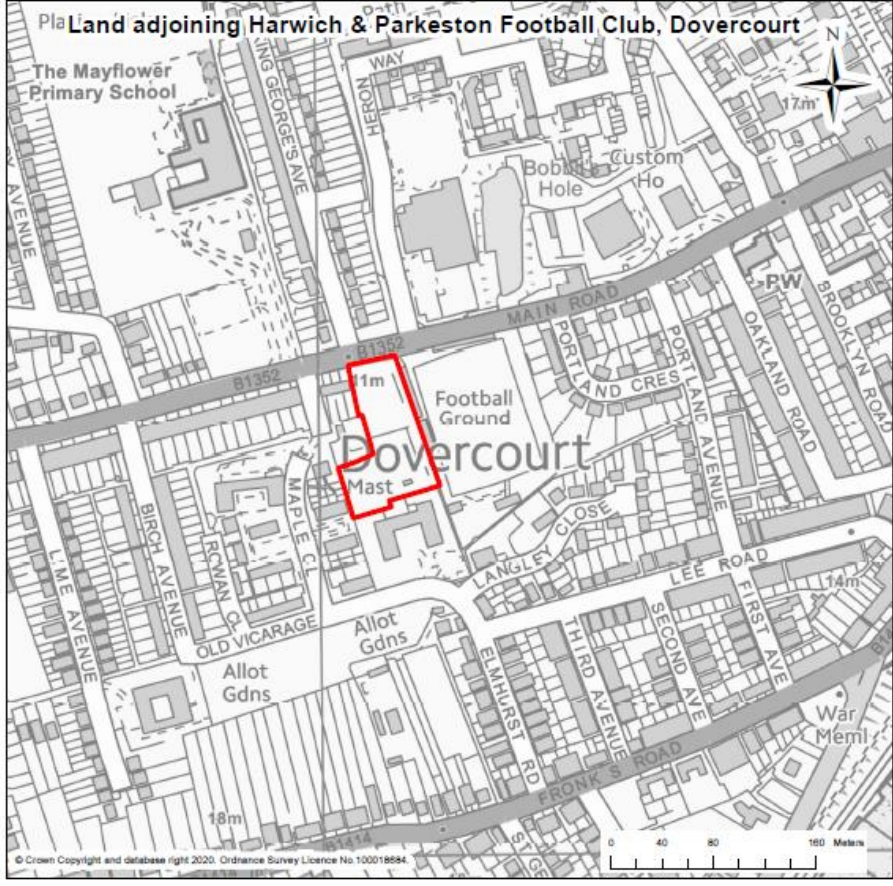 Land adjoining Harwich & Parkeston Football Club, Dovercourt
N
The Mayflower
Primary School
KING GEORGE'S AVE
HERON
WAY
Path
17m
Bobbit's
Hole
Custom
Ho
AVENUE
MAIN ROAD
B1352
B1352
PW
BROOKLYN ROAD
OAKLAND ROAD
PORTLAND AVENUE
PORTLAND CRES
11m
Football
Ground
Dovercourt
Mast
MAPLE CL
ROWAN CL
BIRCH AVENUE
LIME AVENUE
OLD VICARAGE
LANGLEY CLOSE
LEE ROAD
14m
Allot
Gdns
Allot
Gdns
ELMHURST RD
THIRD AVENUE
SECOND AVE
FIRST AVE
War
Meml
FRONK'S ROAD
18m
B1414
0 40 80 160 Meters
© Crown Copyright and database right 2020. Ordnance Survey Licence No.100018684.